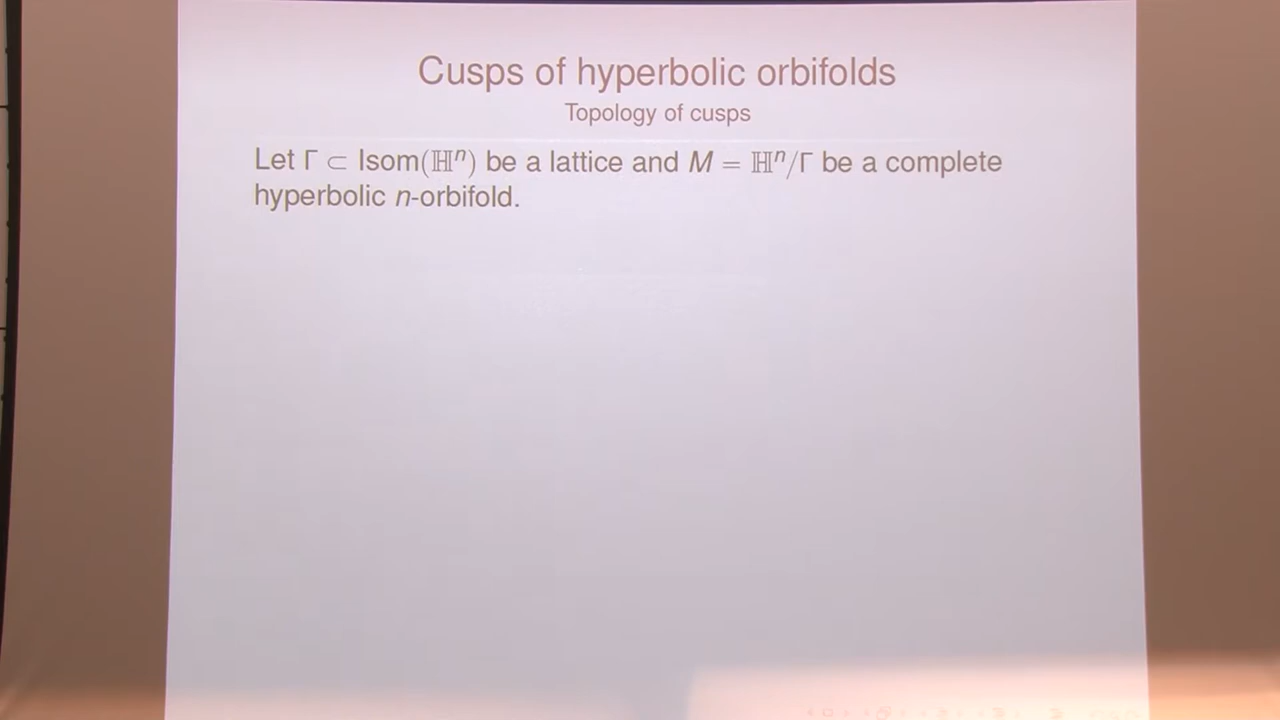 Cusps of hyperbolic orbifolds
Topology of cusps
Let Γ ⊂ Isom(ℍⁿ) be a lattice and M = ℍⁿ/Γ be a complete
hyperbolic n-orbifold.